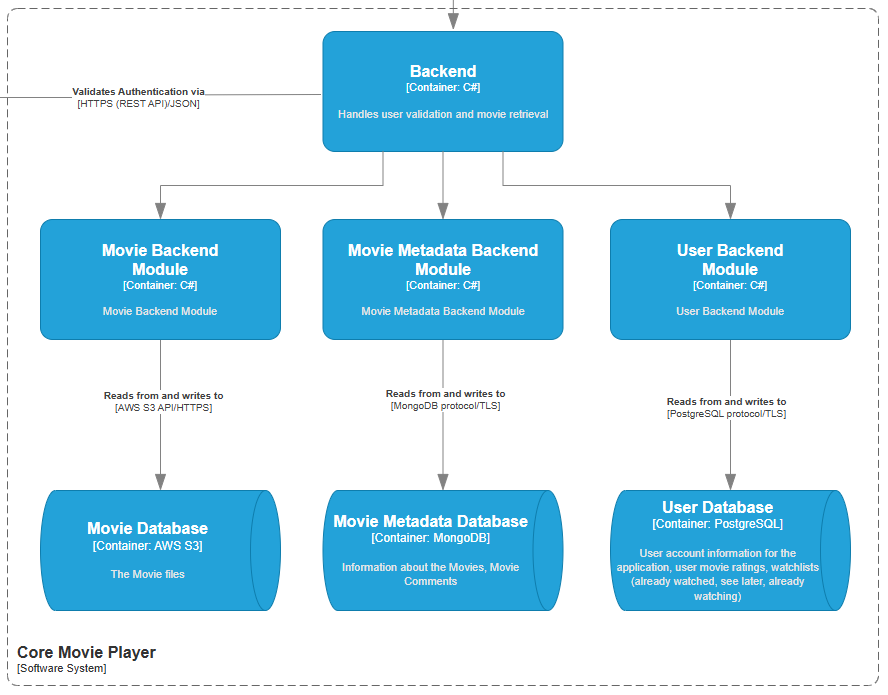 Backend
[Container: C#]
Handles user validation and movie retrieval
Validates Authentication via
[HTTPS (REST API)/JSON]
Movie Backend
Module
[Container: C#]
Movie Backend Module
Movie Metadata Backend
Module
[Container: C#]
Movie Metadata Backend Module
User Backend
Module
[Container: C#]
User Backend Module
Reads from and writes to
[AWS S3 API/HTTPS]
Reads from and writes to
[MongoDB protocol/TLS]
Reads from and writes to
[PostgreSQL protocol/TLS]
Movie Database
[Container: AWS S3]
The Movie files
Movie Metadata Database
[Container: MongoDB]
Information about the Movies, Movie
Comments
User Database
[Container: PostgreSQL]
User account information for the
application, user movie ratings, watchlists
(already watched, see later, already
watching)
Core Movie Player
[Software System]